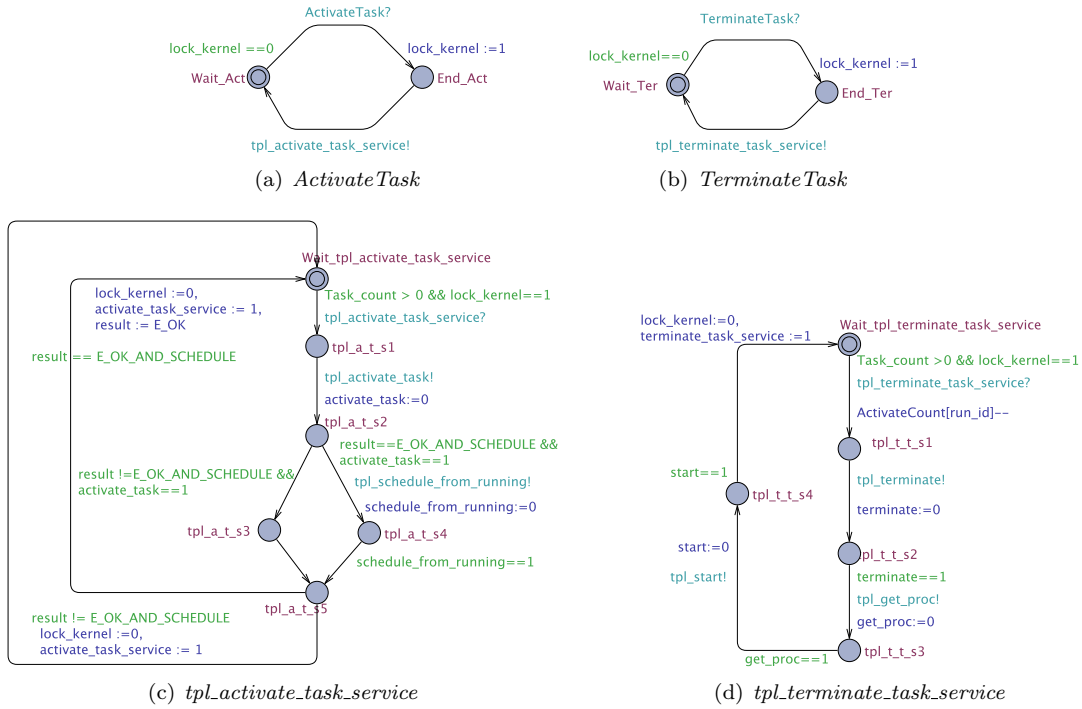 ActivateTask?
lock_kernel ==0
lock_kernel :=1
Wait_Act
End_Act
tpl_activate_task_service!
(a) ActivateTask
TerminateTask?
lock_kernel==0
lock_kernel :=1
Wait_Ter
End_Ter
tpl_terminate_task_service!
(b) TerminateTask
Wait_tpl_activate_task_service
lock_kernel :=0,
activate_task_service := 1,
result := E_OK
Task_count > 0 && lock_kernel==1
tpl_activate_task_service?
result == E_OK_AND_SCHEDULE
tpl_a_t_s1
tpl_activate_task!
activate_task:=0
tpl_a_t_s2
result==E_OK_AND_SCHEDULE &&
activate_task==1
result !=E_OK_AND_SCHEDULE &&
activate_task==1
tpl_schedule_from_running!
schedule_from_running:=0
tpl_a_t_s3
tpl_a_t_s4
schedule_from_running==1
tpl_a_t_s5
result != E_OK_AND_SCHEDULE
lock_kernel :=0,
activate_task_service := 1
(c) tpl_activate_task_service
lock_kernel:=0,
terminate_task_service :=1
Wait_tpl_terminate_task_service
Task_count >0 && lock_kernel==1
tpl_terminate_task_service?
ActivateCount[run_id]--
tpl_t_t_s1
start==1
tpl_terminate!
tpl_t_t_s4
terminate:=0
start:=0
tpl_t_t_s2
tpl_start!
terminate==1
tpl_get_proc!
get_proc:=0
tpl_t_t_s3
get_proc==1
(d) tpl_terminate_task_service